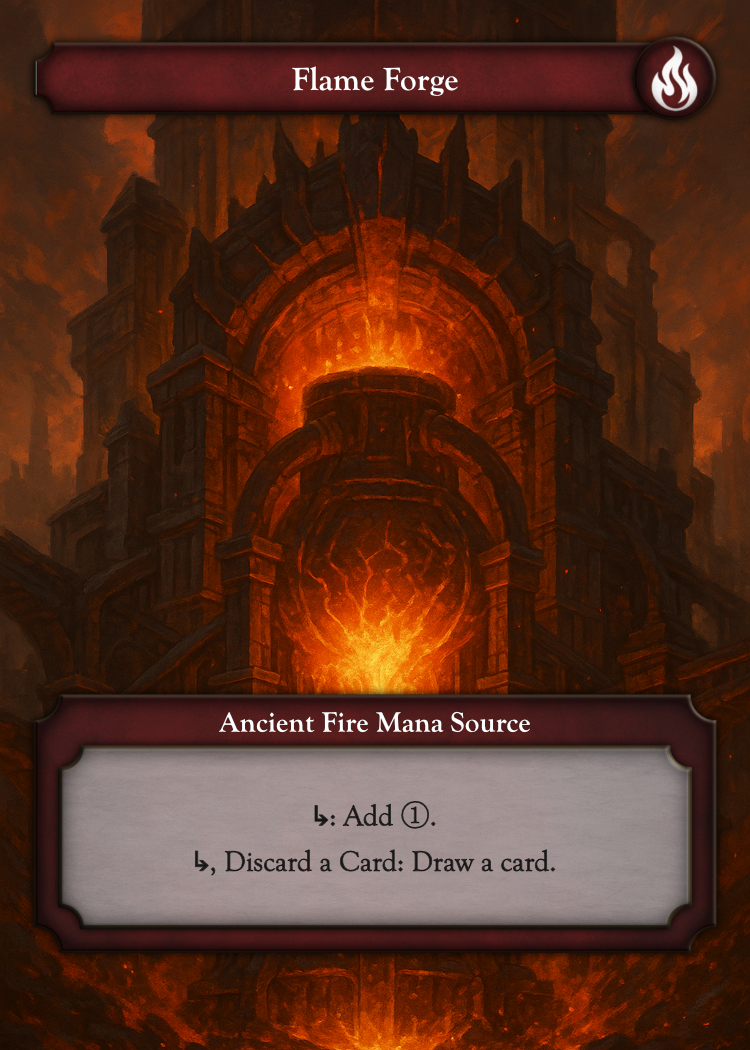 Flame Forge
Ancient Fire Mana Source
↳: Add ①.
↳, Discard a Card: Draw a card.